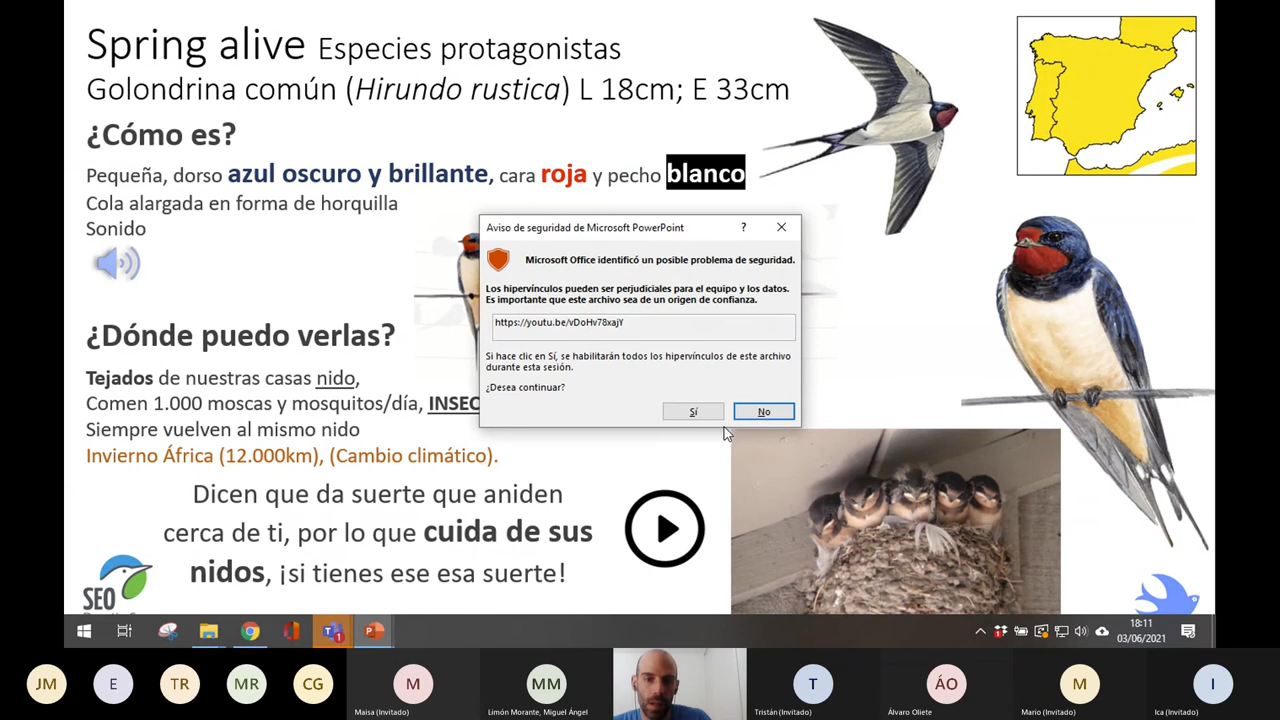 Spring alive Especies protagonistas
Golondrina común (Hirundo rustica) L 18cm; E 33cm
¿Cómo es?
Pequeña, dorso azul oscuro y brillante, cara roja y pecho blanco
Cola alargada en forma de horquilla
Sonido
Aviso de seguridad de Microsoft PowerPoint
?
Microsoft Office identificó un posible problema de seguridad.
Los hipervínculos pueden ser perjudiciales para el equipo y los datos.
Es importante que este archivo sea de un origen de confianza.
https://youtu.be/vDoHv78xajY
Si hace clic en Sí, se habilitarán todos los hipervínculos de este archivo
durante esta sesión.
¿Desea continuar?
Sí No
¿Dónde puedo verlas?
Tejados de nuestras casas nido,
Comen 1.000 moscas y mosquitos/día, INSEC
Siempre vuelven al mismo nido
Invierno África (12.000km), (Cambio climático).
Dicen que da suerte que aniden
cerca de ti, por lo que cuida de sus
nidos, ¡si tienes ese esa suerte!
SEO
18:11
03/06/2021
1
JM E TR MR CG M MM T ÁO M I
Maisa (Invitado) Limón Morante, Miguel Ángel Tristán (Invitado) Álvaro Oliete Mario (Invitado) Ica (Invitado)